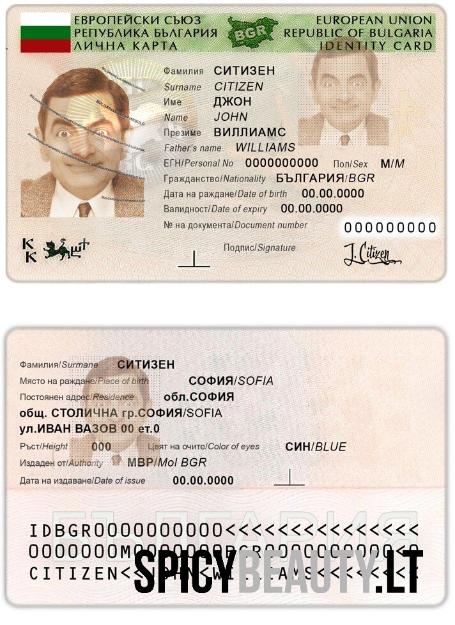 ЕВРОПЕЙСКИ СЪЮЗ EUROPEAN UNION
РЕПУБЛИКА БЪЛГАРИЯ BGR REPUBLIC OF BULGARIA
ЛИЧНА КАРТА IDENTITY CARD
Фамилия СИТИЗЕН
Surname CITIZEN
Име ДЖОН
Name JOHN
Презиме ВИЛЛИАМС
Father's name WILLIAMS
ЕГН/Personal No 0000000000 Пол/Sex М/M
Гражданство/Nationality БЪЛГАРИЯ/BGR
Дата на раждане/Date of birth 00.00.0000
Валидност/Date of expiry 00.00.0000
№ на документа/Document number 000000000
K
K
Подпис/Signature J. Citizen
Фамилия/Surname СИТИЗЕН
Място на раждане/Place of birth СОФИЯ/SOFIA
Постоянен адрес/Residence обл.СОФИЯ
общ. СТОЛИЧНА гр.СОФИЯ/SOFIA
ул.ИВАН ВАЗОВ 00 ет.0
Ръст/Height 000 Цвят на очите/Color of eyes СИН/BLUE
Издаден от/Authority МВР/MoI BGR
Дата на издаване/Date of issue 00.00.0000
БЪЛГАРИЯ
IDBGR0000000000<<<<<<<<<<<<<<<
CITIZEN<
SPICYBEAUTY.LT